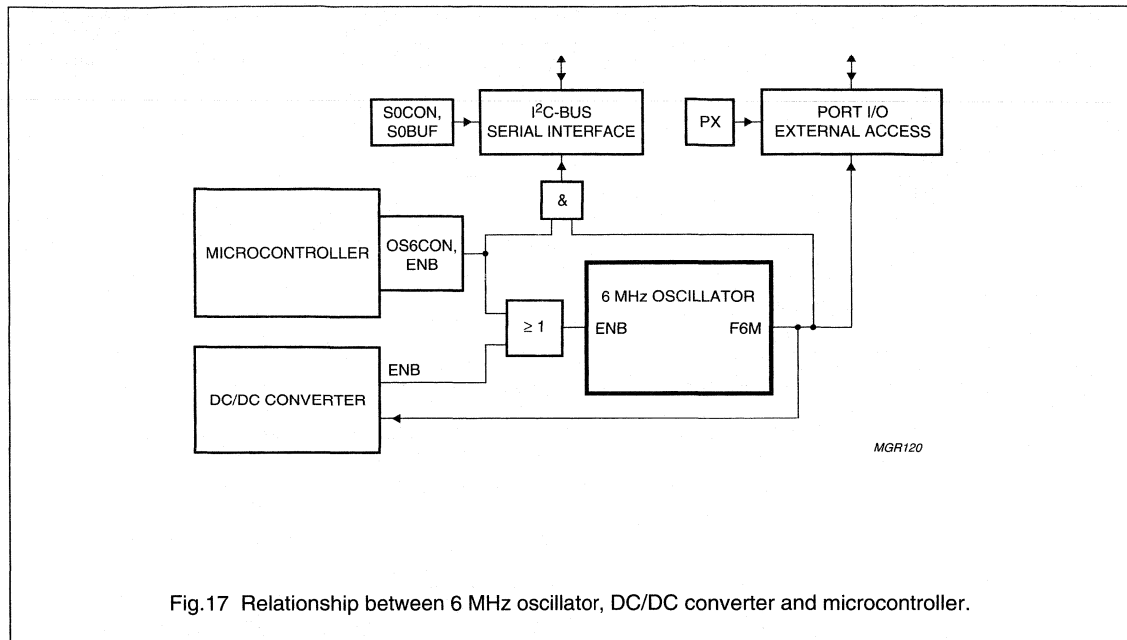 S0CON,
S0BUF
I²C-BUS
SERIAL INTERFACE
PX
PORT I/O
EXTERNAL ACCESS
&
MICROCONTROLLER
OS6CON,
ENB
6 MHz OSCILLATOR
≥ 1
ENB
F6M
ENB
DC/DC CONVERTER
MGR120
Fig.17 Relationship between 6 MHz oscillator, DC/DC converter and microcontroller.